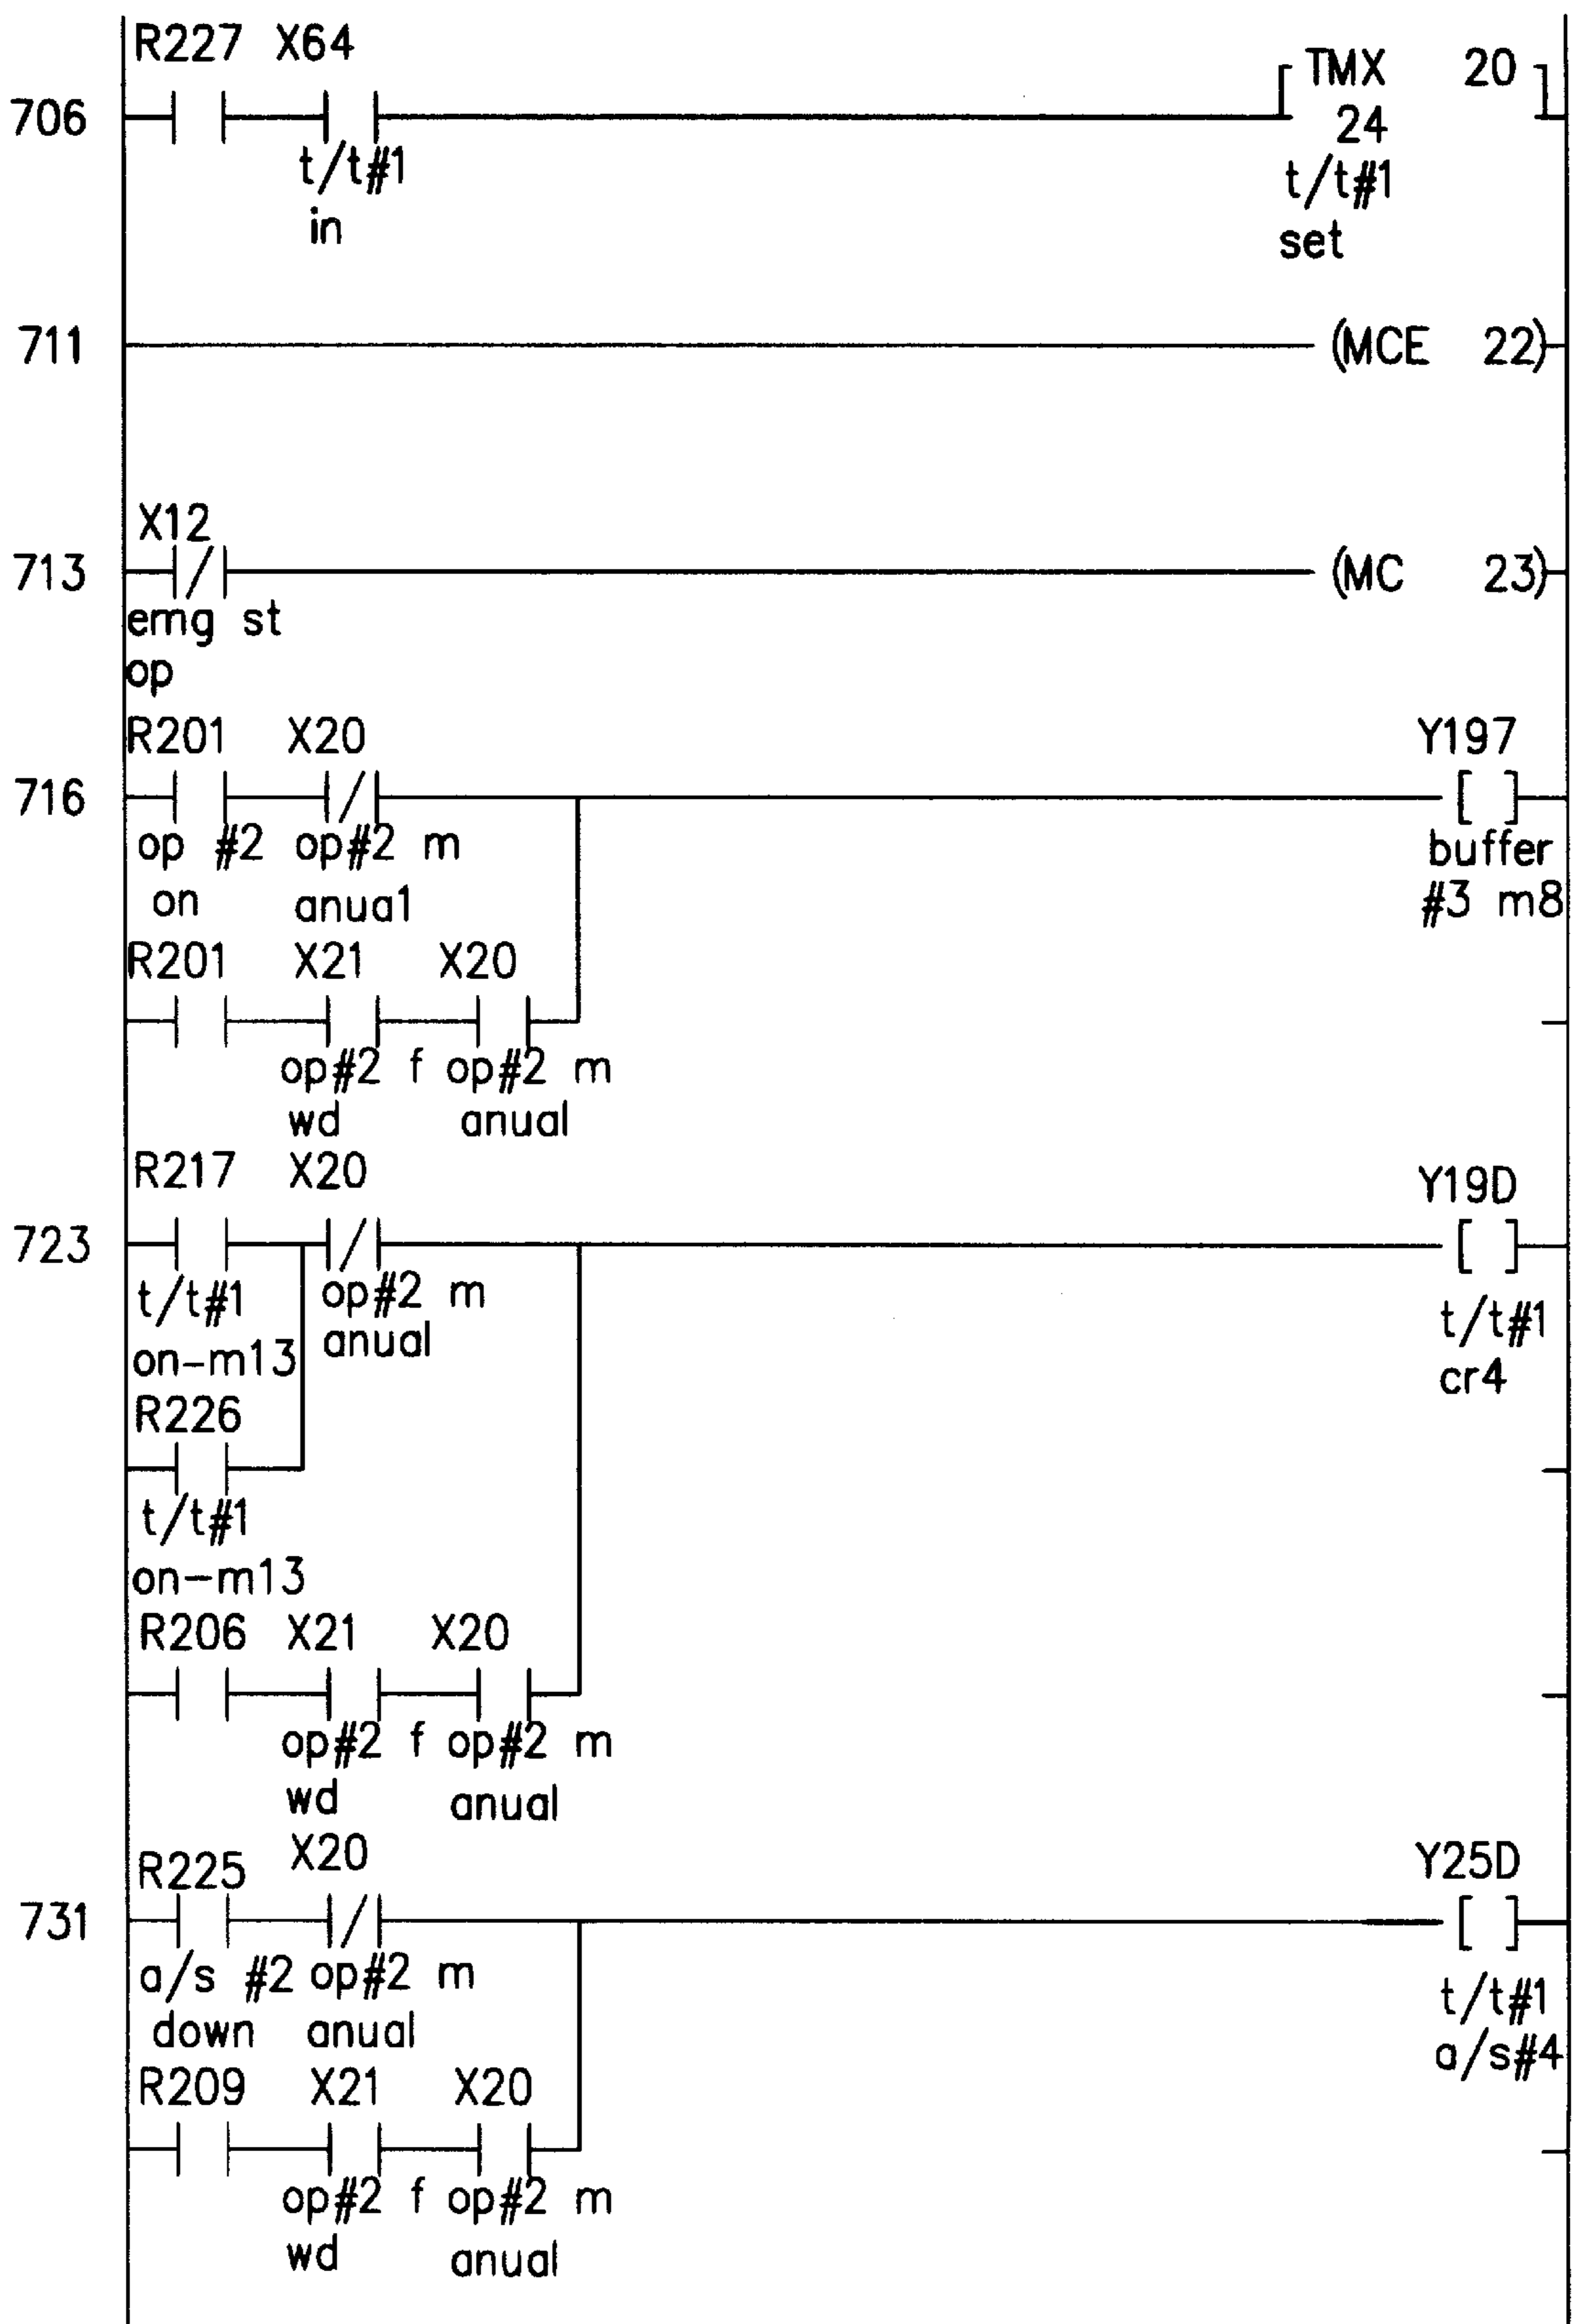 R227 X64
706 TMX 20
24
t/t#1 t/t#1
in set
711 (MCE 22)
X12
713 (MC 23)
emg st
op
R201 X20 Y197
716 [ ]
op #2 op#2 m buffer
on anua1 #3 m8
R201 X21 X20
op#2 f op#2 m
wd anual
R217 X20 Y19D
723 [ ]
t/t#1 op#2 m t/t#1
on-m13 anual cr4
R226
t/t#1
on-m13
R206 X21 X20
op#2 f op#2 m
wd anual
R225 X20 Y25D
731 [ ]
a/s #2 op#2 m t/t#1
down anual a/s#4
R209 X21 X20
op#2 f op#2 m
wd anual